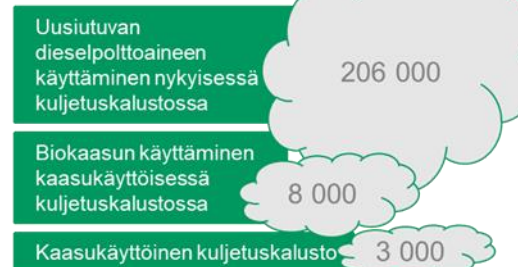 Uusiutuvan
dieselpolttoaineen
käyttäminen nykyisessä
kuljetuskalustossa
206 000
Biokaasun käyttäminen
kaasukäyttöisessä
kuljetuskalustossa
8 000
Kaasukäyttöinen kuljetuskalusto
3 000